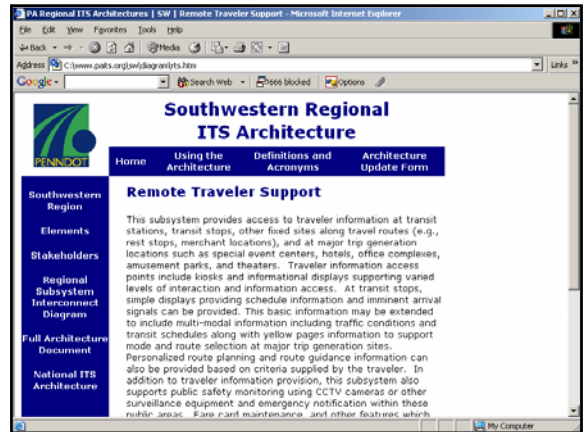 PA Regional ITS Architectures | SW | Remote Traveler Support - Microsoft Internet Explorer
File Edit View Favorites Tools Help
Back Media
Address C:\www.paits.org\sw\diagram\rts.htm Links »
Google Search Web 666 blocked Options
Southwestern Regional
ITS Architecture
PENNDOT
Home Using the Architecture Definitions and Acronyms Architecture Update Form
Southwestern
Region
Elements
Stakeholders
Regional
Subsystem
Interconnect
Diagram
Full Architecture
Document
National ITS
Architecture
Remote Traveler Support
This subsystem provides access to traveler information at transit
stations, transit stops, other fixed sites along travel routes (e.g.,
rest stops, merchant locations), and at major trip generation
locations such as special event centers, hotels, office complexes,
amusement parks, and theaters. Traveler information access
points include kiosks and informational displays supporting varied
levels of interaction and information access. At transit stops,
simple displays providing schedule information and imminent arrival
signals can be provided. This basic information may be extended
to include multi-modal information including traffic conditions and
transit schedules along with yellow pages information to support
mode and route selection at major trip generation sites.
Personalized route planning and route guidance information can
also be provided based on criteria supplied by the traveler. In
addition to traveler information provision, this subsystem also
supports public safety monitoring using CCTV cameras or other
surveillance equipment and emergency notification within these
public areas. Fare card maintenance, and other features which
My Computer